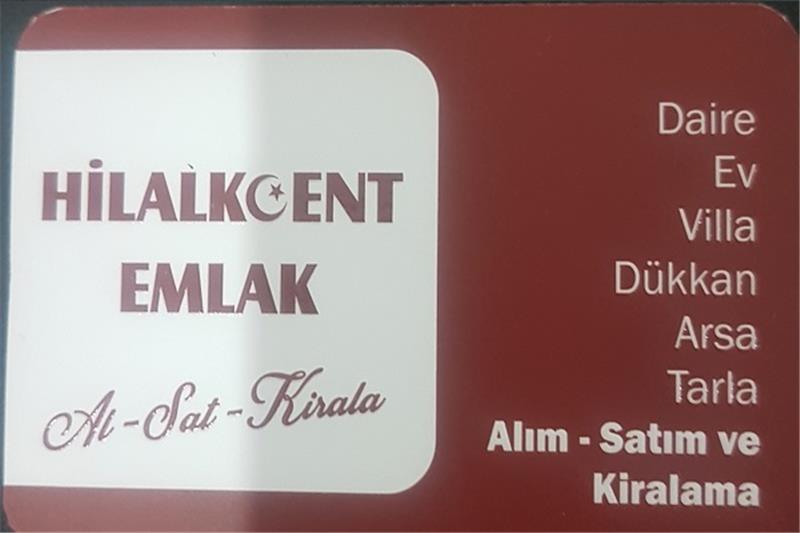 HİLALKENT
EMLAK
Al - Sat - Kirala
Daire
Ev
Villa
Dükkan
Arsa
Tarla
Alım - Satım ve
Kiralama